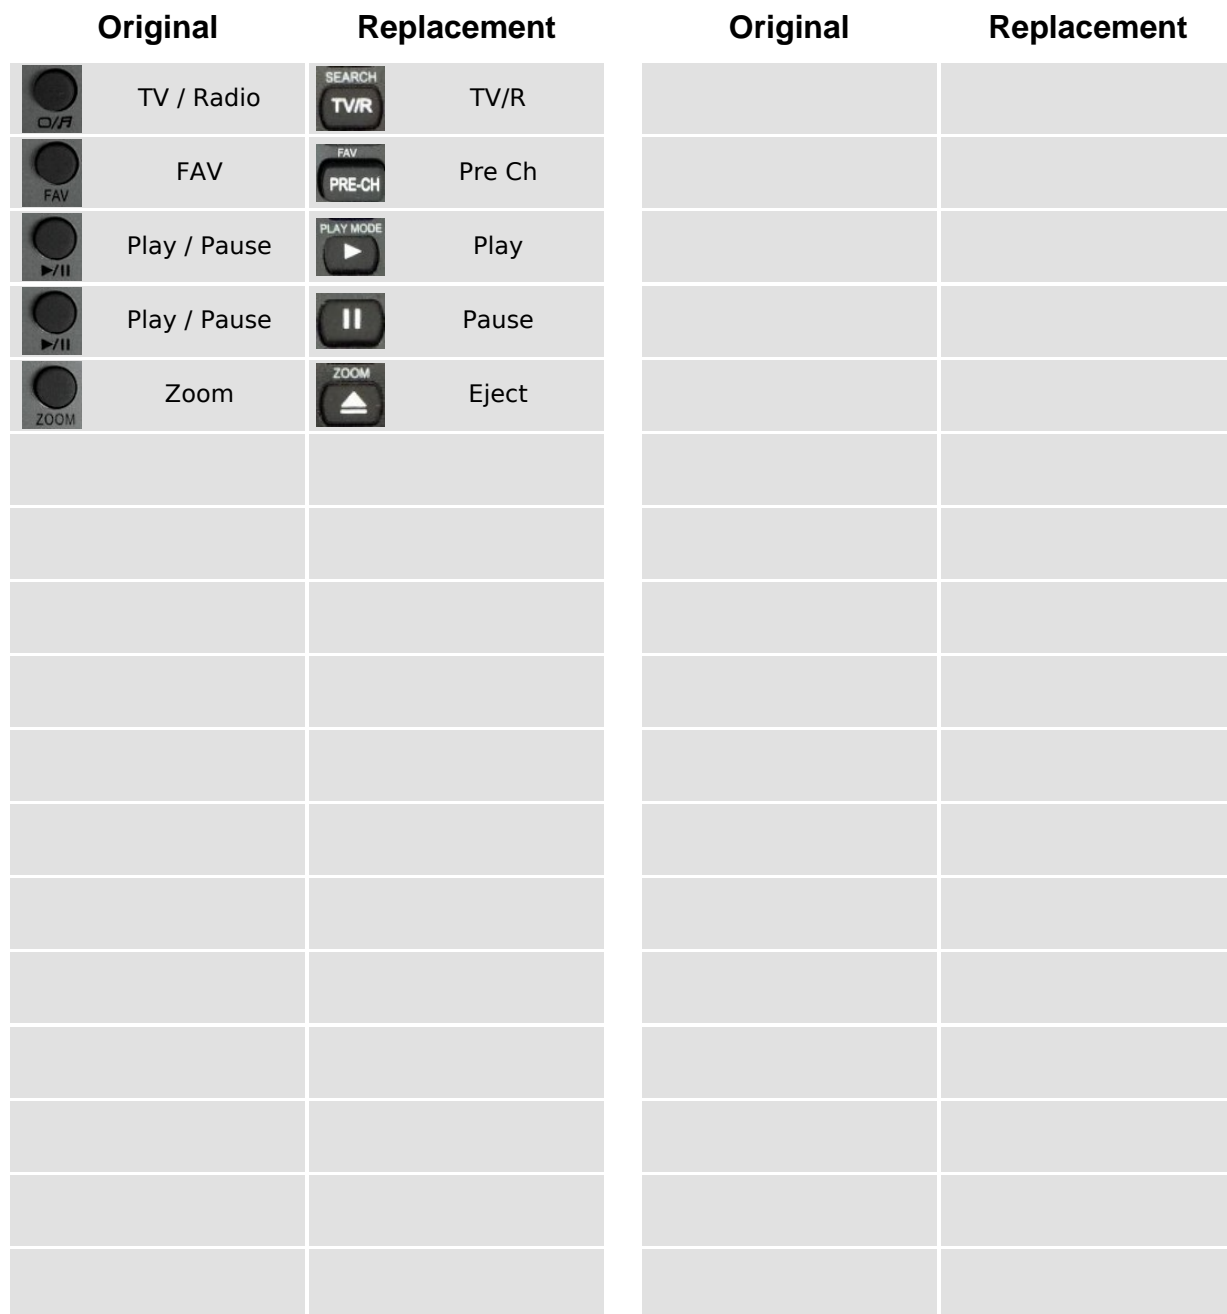 Original Replacement Original Replacement
TV / Radio SEARCH TV/R TV/R
FAV FAV FAV PRE-CH Pre Ch
▶/II Play / Pause PLAY MODE Play
▶/II Play / Pause II Pause
ZOOM Zoom ZOOM Eject